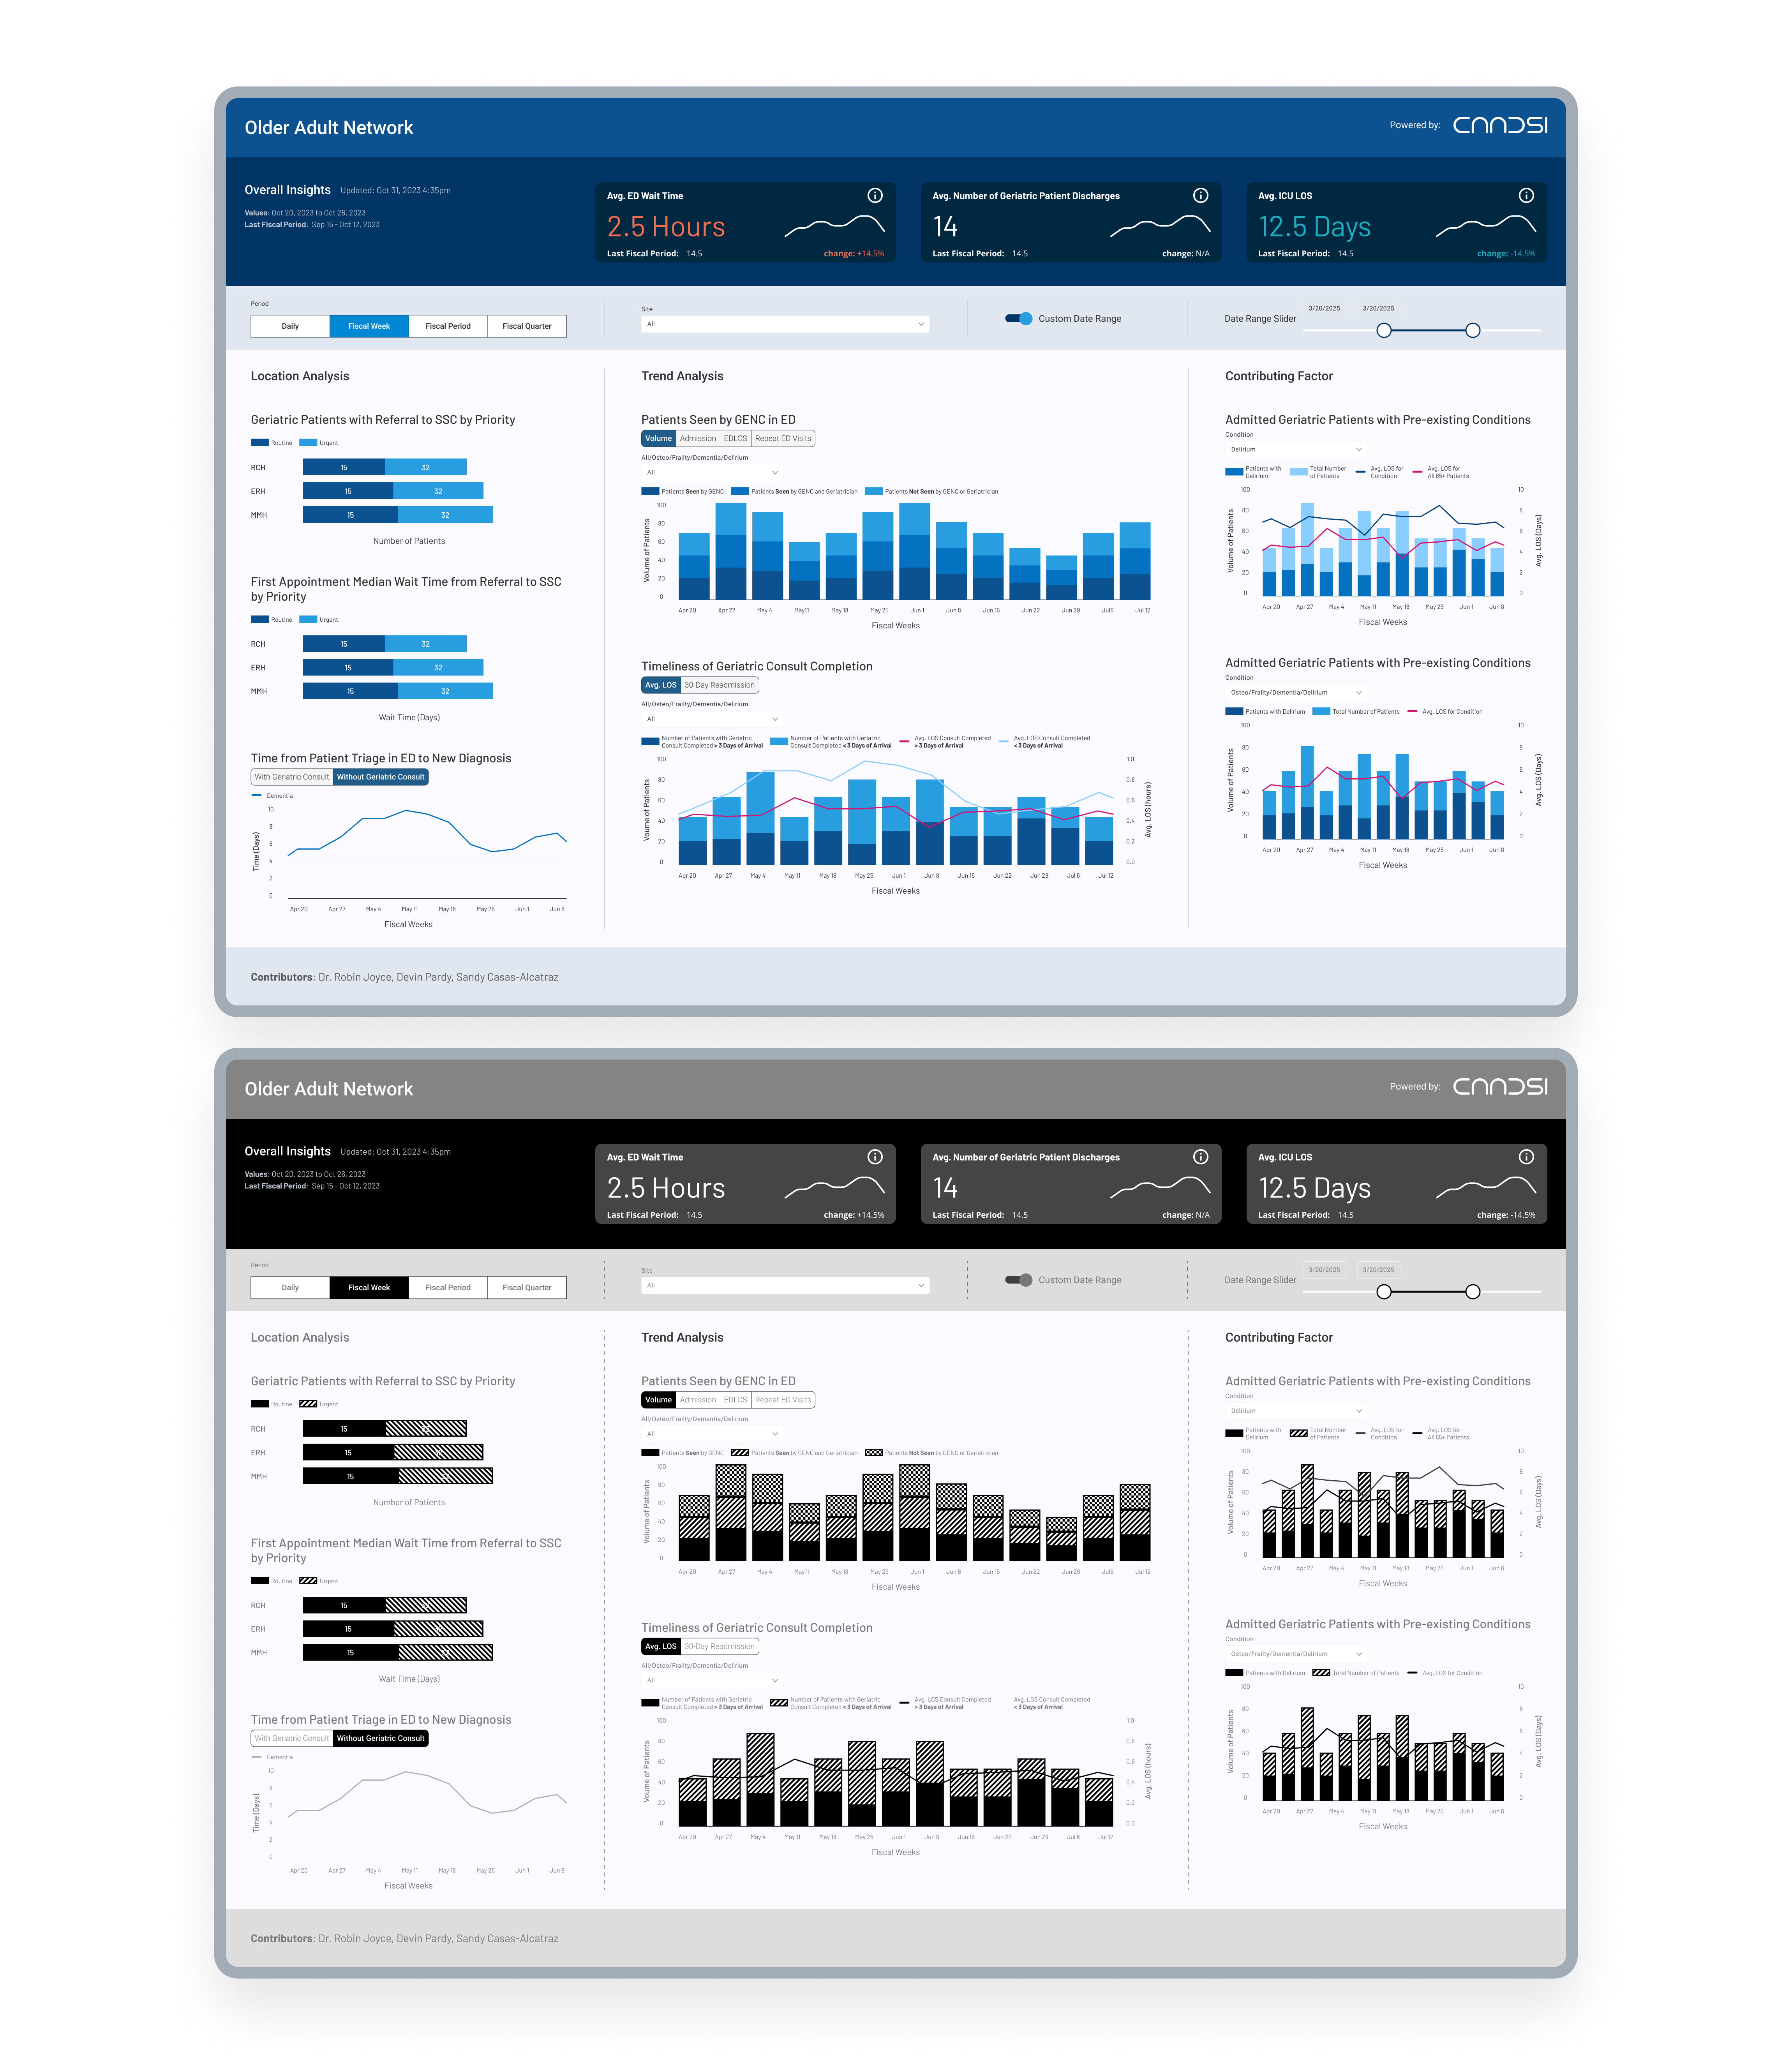 Older Adult Network
Powered by:
Overall Insights Updated: Oct 31, 2023 4:35pm
Values: Oct 20, 2023 to Oct 26, 2023
Last Fiscal Period: Sep 15 - Oct 12, 2023
Avg. ED Wait Time
2.5 Hours
Last Fiscal Period: 14.5 change: +14.5%
Avg. Number of Geriatric Patient Discharges
14
Last Fiscal Period: 14.5 change: N/A
Avg. ICU LOS
12.5 Days
Last Fiscal Period: 14.5 change: -14.5%
Period
Daily Fiscal Week Fiscal Period Fiscal Quarter
Site
All
Custom Date Range
Date Range Slider
3/20/2025 3/20/2025
Location Analysis
Geriatric Patients with Referral to SSC by Priority
Routine Urgent
RCH 15 32
ERH 15 32
MMH 15 32
Number of Patients
First Appointment Median Wait Time from Referral to SSC
by Priority
Routine Urgent
RCH 15 32
ERH 15 32
MMH 15 32
Wait Time (Days)
Time from Patient Triage in ED to New Diagnosis
With Geriatric Consult Without Geriatric Consult
Dementia
Time (Days)
10
8
6
4
2
0
Apr 20 Apr 27 May 4 May 11 May 18 May 25 Jun 1 Jun 8
Fiscal Weeks
Trend Analysis
Patients Seen by GENC in ED
Volume Admission EDLOS Repeat ED Visits
All/Osteo/Frailty/Dementia/Delirium
All
Patients Seen by GENC Patients Seen by GENC and Geriatrician Patients Not Seen by GENC or Geriatrician
Volume of Patients
100
80
60
40
20
0
Apr 20 Apr 27 May 4 May11 May 18 May 25 Jun 1 Jun 8 Jun 15 Jun 22 Jun 29 Jul6 Jul 12
Fiscal Weeks
Timeliness of Geriatric Consult Completion
Avg. LOS 30-Day Readmission
All/Osteo/Frailty/Dementia/Delirium
All
Number of Patients with Geriatric Number of Patients with Geriatric Avg. LOS Consult Completed Avg. LOS Consult Completed
Consult Completed > 3 Days of Arrival Consult Completed < 3 Days of Arrival > 3 Days of Arrival < 3 Days of Arrival
Voume of Patients
100 1.0
80 0.8
60 0.6
40 0.4
20 0.2
0 0.0
Avg. LOS (hours)
Apr 20 Apr 27 May 4 May 11 May 18 May 25 Jun 1 Jun 8 Jun 15 Jun 22 Jun 29 Jul 6 Jul 12
Fiscal Weeks
Contributing Factor
Admitted Geriatric Patients with Pre-existing Conditions
Condition
Delirium
Patients with Total Number Avg. LOS for Avg. LOS for
Delirium of Patients Condition All 65+ Patients
Volume of Patients
100 10
80 8
60 6
40 4
20 2
0 0
Avg. LOS (Days)
Apr 20 Apr 27 May 4 May 11 May 18 May 25 Jun 1 Jun 8
Fiscal Weeks
Admitted Geriatric Patients with Pre-existing Conditions
Condition
Osteo/Frailty/Dementia/Delirium
Patients with Delirium Total Number of Patients Avg. LOS for Condition
Volume of Patients
100 10
80 8
60 6
40 4
20 2
0 0
Avg. LOS (Days)
Apr 20 Apr 27 May 4 May 11 May 18 May 25 Jun 1 Jun 8
Fiscal Weeks
Contributors: Dr. Robin Joyce, Devin Pardy, Sandy Casas-Alcatraz
Older Adult Network
Powered by:
Overall Insights Updated: Oct 31, 2023 4:35pm
Values: Oct 20, 2023 to Oct 26, 2023
Last Fiscal Period: Sep 15 - Oct 12, 2023
Avg. ED Wait Time
2.5 Hours
Last Fiscal Period: 14.5 change: +14.5%
Avg. Number of Geriatric Patient Discharges
14
Last Fiscal Period: 14.5 change: N/A
Avg. ICU LOS
12.5 Days
Last Fiscal Period: 14.5 change: -14.5%
Period
Daily Fiscal Week Fiscal Period Fiscal Quarter
Site
All
Custom Date Range
Date Range Slider
3/20/2025 3/20/2025
Location Analysis
Geriatric Patients with Referral to SSC by Priority
Routine Urgent
RCH 15
ERH 15
MMH 15
Number of Patients
First Appointment Median Wait Time from Referral to SSC
by Priority
Routine Urgent
RCH 15
ERH 15
MMH 15
Wait Time (Days)
Time from Patient Triage in ED to New Diagnosis
With Geriatric Consult Without Geriatric Consult
Dementia
Time (Days)
10
8
6
4
2
0
Apr 20 Apr 27 May 4 May 11 May 18 May 25 Jun 1 Jun 8
Fiscal Weeks
Trend Analysis
Patients Seen by GENC in ED
Volume Admission EDLOS Repeat ED Visits
All/Osteo/Frailty/Dementia/Delirium
All
Patients Seen by GENC Patients Seen by GENC and Geriatrician Patients Not Seen by GENC or Geriatrician
Volume of Patients
100
80
60
40
20
0
Apr 20 Apr 27 May 4 May11 May 18 May 25 Jun 1 Jun 8 Jun 15 Jun 22 Jun 29 Jul6 Jul 12
Fiscal Weeks
Timeliness of Geriatric Consult Completion
Avg. LOS 30-Day Readmission
All/Osteo/Frailty/Dementia/Delirium
All
Number of Patients with Geriatric Number of Patients with Geriatric Avg. LOS Consult Completed Avg. LOS Consult Completed
Consult Completed > 3 Days of Arrival Consult Completed < 3 Days of Arrival > 3 Days of Arrival < 3 Days of Arrival
Voume of Patients
100 1.0
80 0.8
60 0.6
40 0.4
20 0.2
0 0.0
Avg. LOS (hours)
Apr 20 Apr 27 May 4 May 11 May 18 May 25 Jun 1 Jun 8 Jun 15 Jun 22 Jun 29 Jul 6 Jul 12
Fiscal Weeks
Contributing Factor
Admitted Geriatric Patients with Pre-existing Conditions
Condition
Delirium
Patients with Total Number Avg. LOS for Avg. LOS for
Delirium of Patients Condition All 65+ Patients
Volume of Patients
100 10
80 8
60 6
40 4
20 2
0 0
Avg. LOS (Days)
Apr 20 Apr 27 May 4 May 11 May 18 May 25 Jun 1 Jun 8
Fiscal Weeks
Admitted Geriatric Patients with Pre-existing Conditions
Condition
Osteo/Frailty/Dementia/Delirium
Patients with Delirium Total Number of Patients Avg. LOS for Condition
Volume of Patients
100 10
80 8
60 6
40 4
20 2
0 0
Avg. LOS (Days)
Apr 20 Apr 27 May 4 May 11 May 18 May 25 Jun 1 Jun 8
Fiscal Weeks
Contributors: Dr. Robin Joyce, Devin Pardy, Sandy Casas-Alcatraz